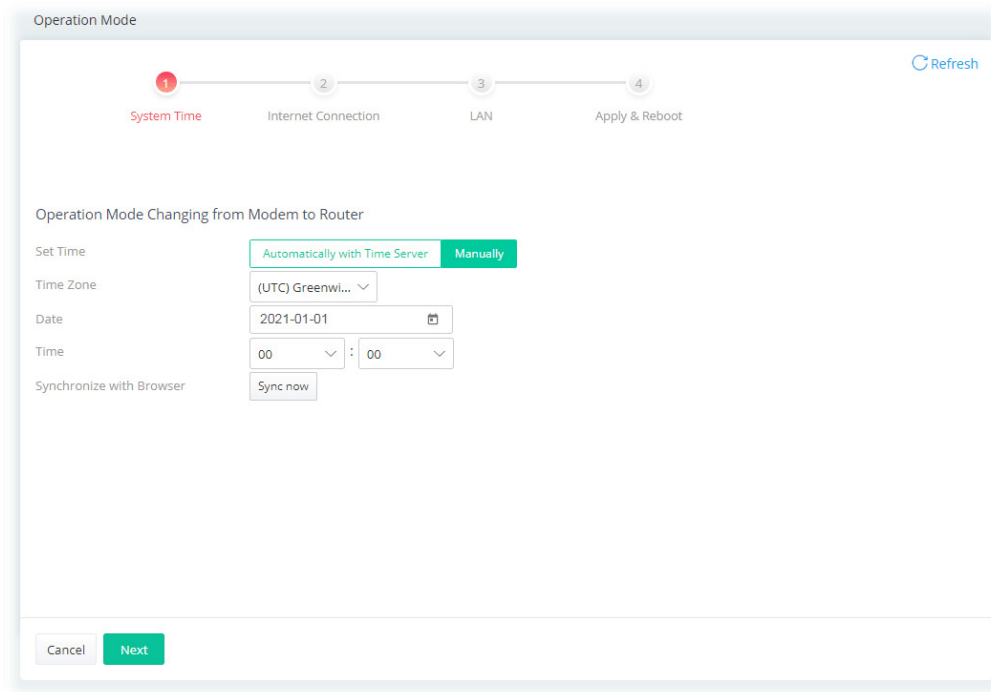 Operation Mode
Refresh
1 2 3 4
System Time Internet Connection LAN Apply & Reboot
Operation Mode Changing from Modem to Router
Set Time Automatically with Time Server Manually
Time Zone (UTC) Greenwi...
Date 2021-01-01
Time 00 : 00
Synchronize with Browser Sync now
Cancel Next